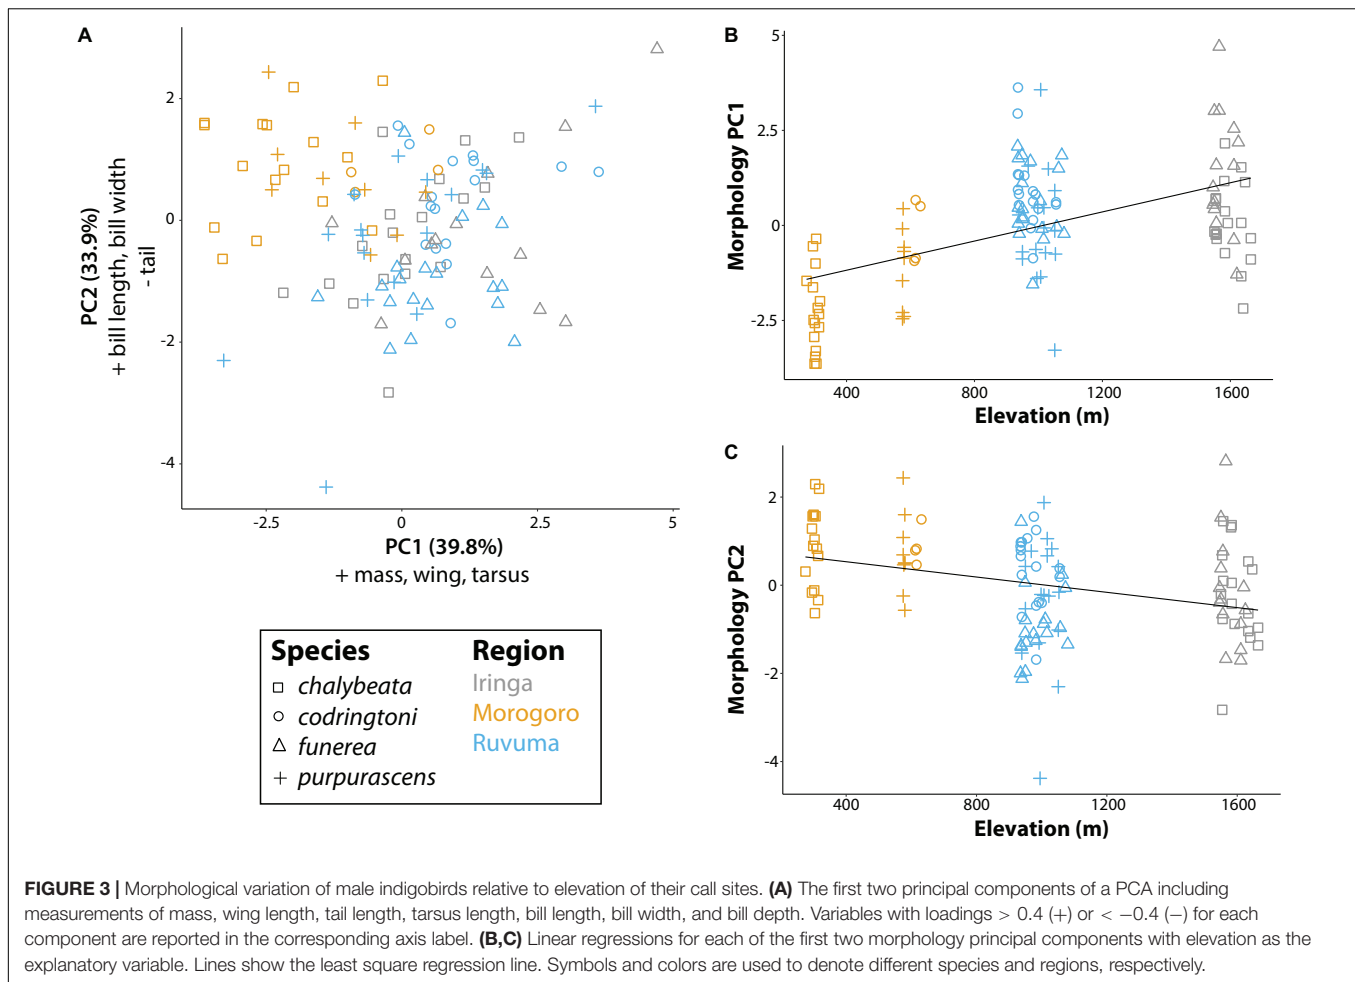 A
2
0
-2
-4
PC2 (33.9%)
+ bill length, bill width
- tail
-2.5
0
2.5
5
PC1 (39.8%)
+ mass, wing, tarsus
B
5
2.5
0
-2.5
Morphology PC1
400
800
1200
1600
Elevation (m)
C
2
0
-2
-4
Morphology PC2
400
800
1200
1600
Elevation (m)
Species
chalybeata
codringtoni
funerea
purpurascens
Region
Iringa
Morogoro
Ruvuma
FIGURE 3 | Morphological variation of male indigobirds relative to elevation of their call sites. (A) The first two principal components of a PCA including
measurements of mass, wing length, tail length, tarsus length, bill length, bill width, and bill depth. Variables with loadings > 0.4 (+) or < −0.4 (−) for each
component are reported in the corresponding axis label. (B,C) Linear regressions for each of the first two morphology principal components with elevation as the
explanatory variable. Lines show the least square regression line. Symbols and colors are used to denote different species and regions, respectively.